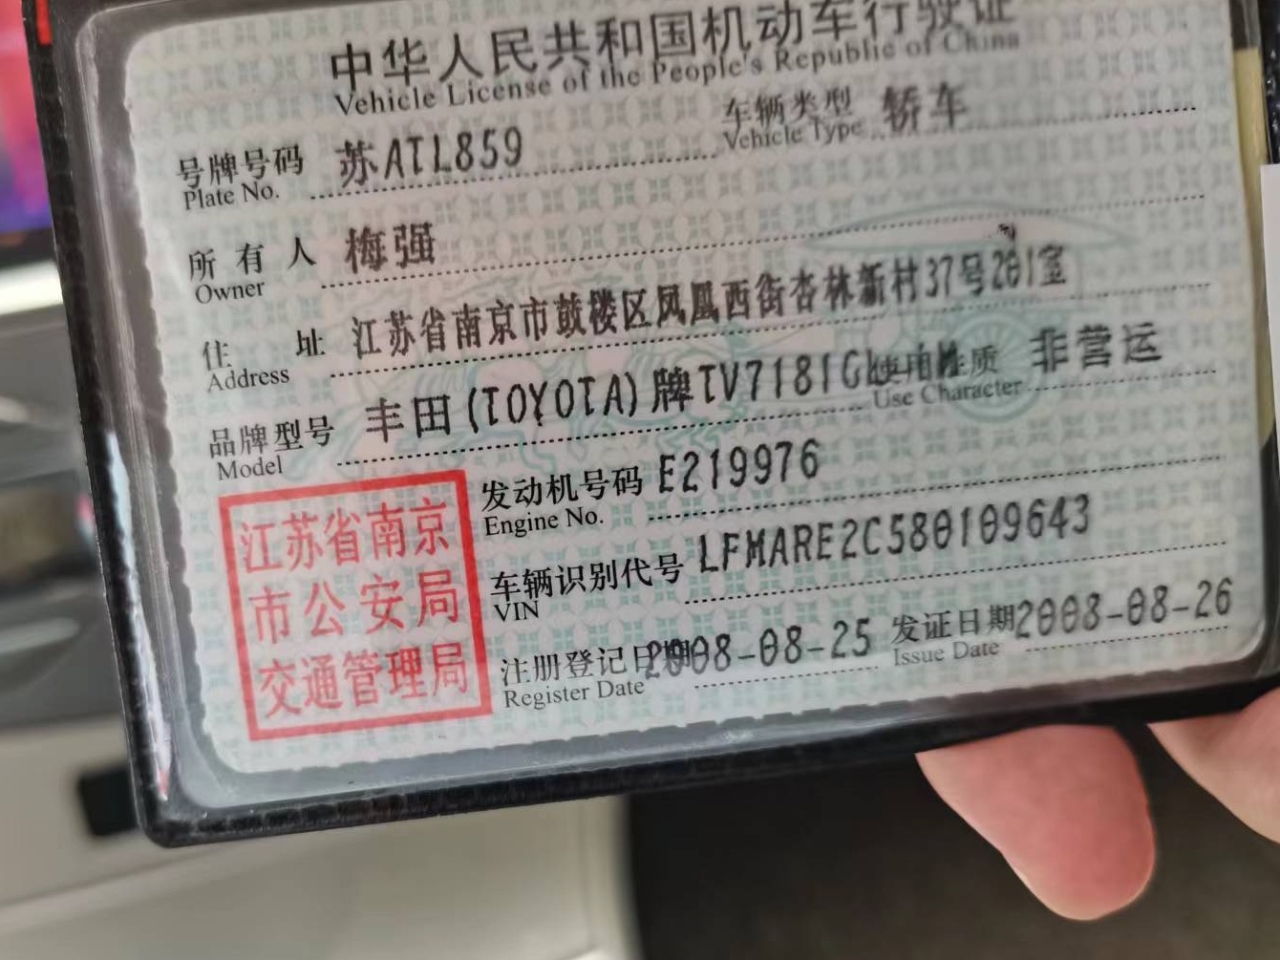 中华人民共和国机动车行驶证
Vehicle License of the People's Republic of China
号牌号码 苏ATL859 车辆类型 轿车
Plate No. Vehicle Type
所有人 梅强
Owner
住址 江苏省南京市鼓楼区凤凰西街杏林新村37号201室
Address
品牌型号 丰田(TOYOTA)牌TV7181GL 使用性质 非营运
Model Use Character
发动机号码 E219976
Engine No.
车辆识别代号 LFMARE2C580109643
VIN
注册登记日期 2008-08-25 发证日期 2008-08-26
Register Date Issue Date
江苏省南京
市公安局
交通管理局